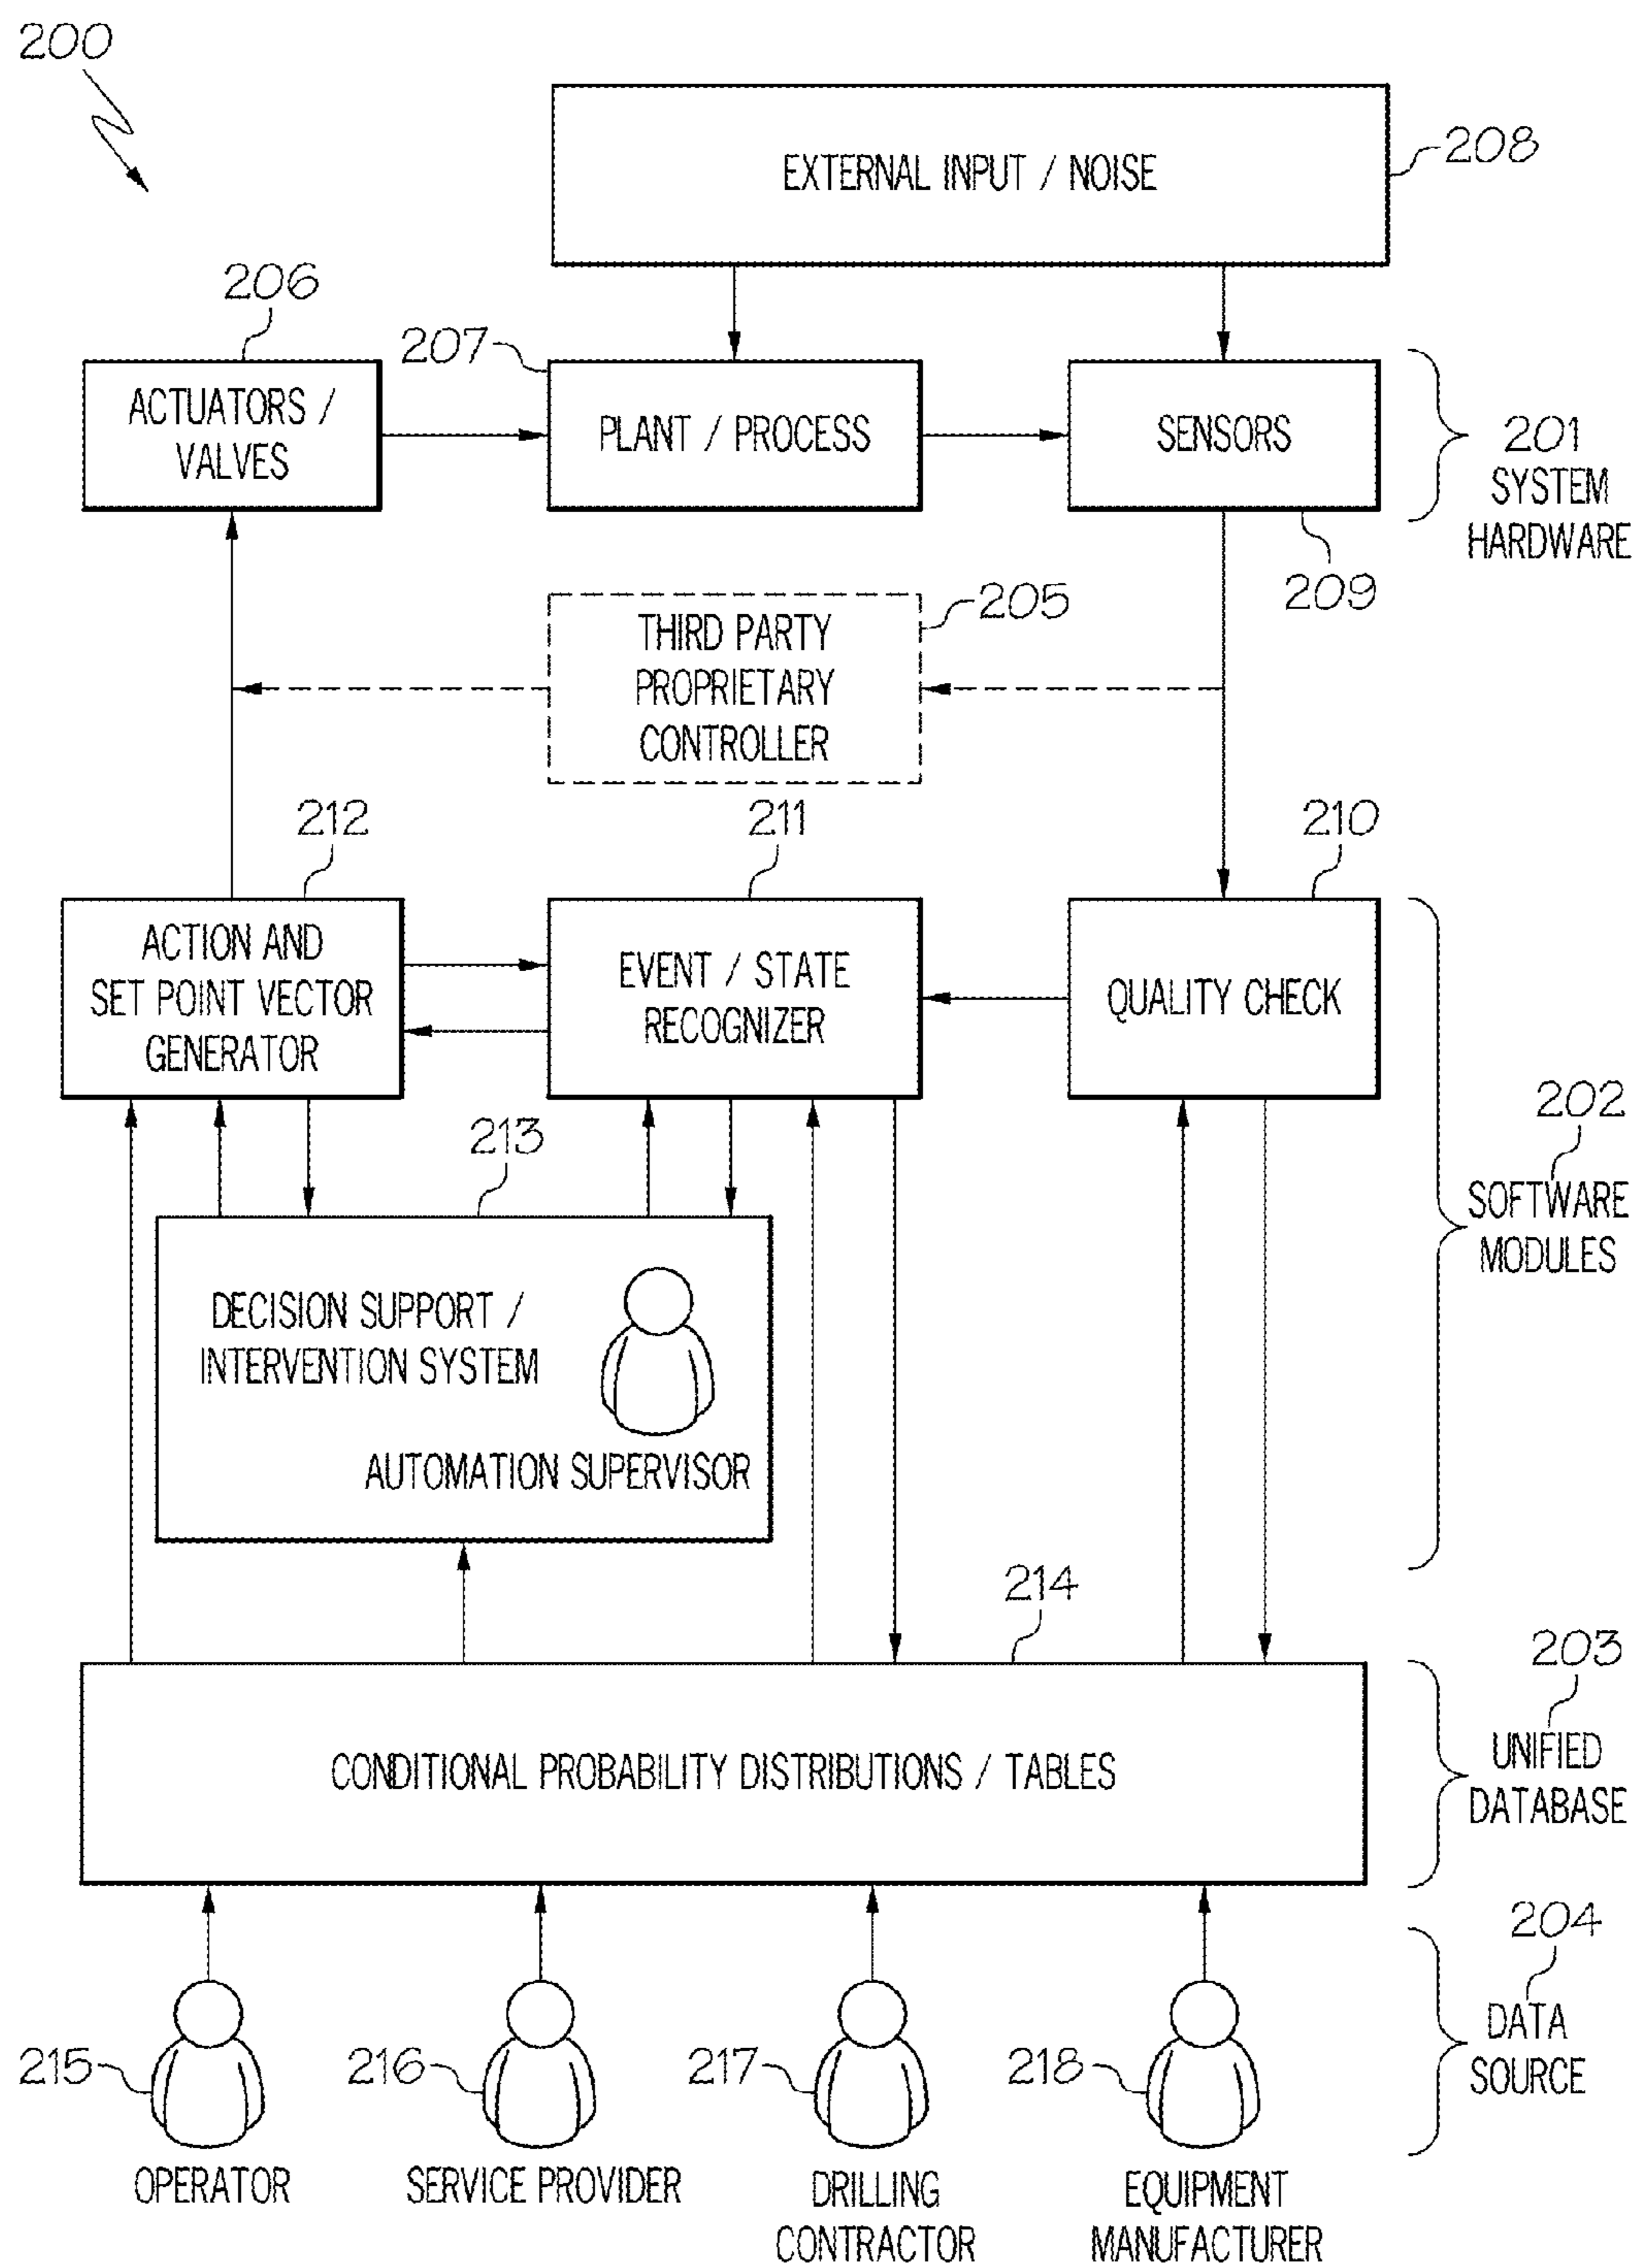 200
EXTERNAL INPUT / NOISE
208
206
207
ACTUATORS /
VALVES
PLANT / PROCESS
SENSORS
201
SYSTEM
HARDWARE
209
205
THIRD PARTY
PROPRIETARY
CONTROLLER
212
211
210
ACTION AND
SET POINT VECTOR
GENERATOR
EVENT / STATE
RECOGNIZER
QUALITY CHECK
202
SOFTWARE
MODULES
213
DECISION SUPPORT /
INTERVENTION SYSTEM
AUTOMATION SUPERVISOR
214
203
UNIFIED
DATABASE
CONDITIONAL PROBABILITY DISTRIBUTIONS / TABLES
204
DATA
SOURCE
215
216
217
218
OPERATOR
SERVICE PROVIDER
DRILLING
CONTRACTOR
EQUIPMENT
MANUFACTURER